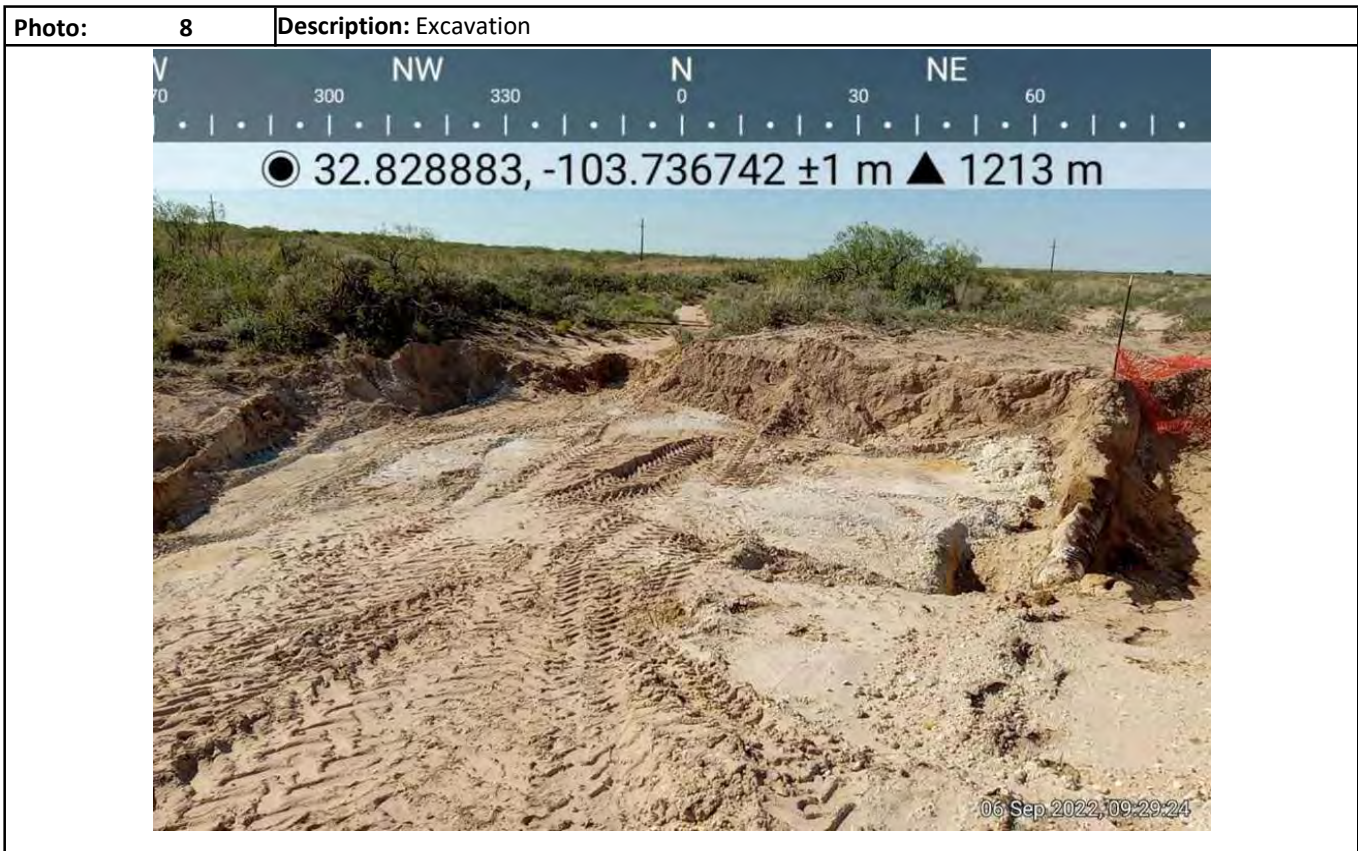 Photo: 8 Description: Excavation
W NW N NE
70 300 330 0 30 60
32.828883, -103.736742 ±1 m ▲ 1213 m
06 Sep 2022, 09:29:24